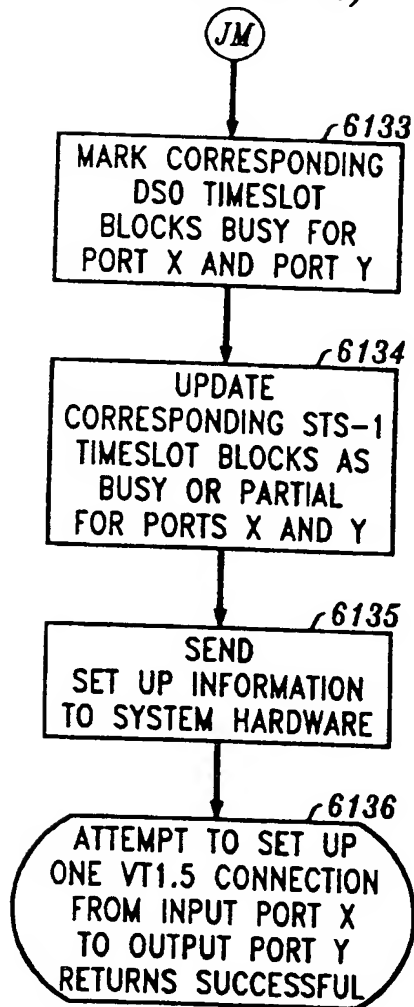 JM
6133
MARK CORRESPONDING
DS0 TIMESLOT
BLOCKS BUSY FOR
PORT X AND PORT Y
6134
UPDATE
CORRESPONDING STS-1
TIMESLOT BLOCKS AS
BUSY OR PARTIAL
FOR PORTS X AND Y
6135
SEND
SET UP INFORMATION
TO SYSTEM HARDWARE
6136
ATTEMPT TO SET UP
ONE VT1.5 CONNECTION
FROM INPUT PORT X
TO OUTPUT PORT Y
RETURNS SUCCESSFUL